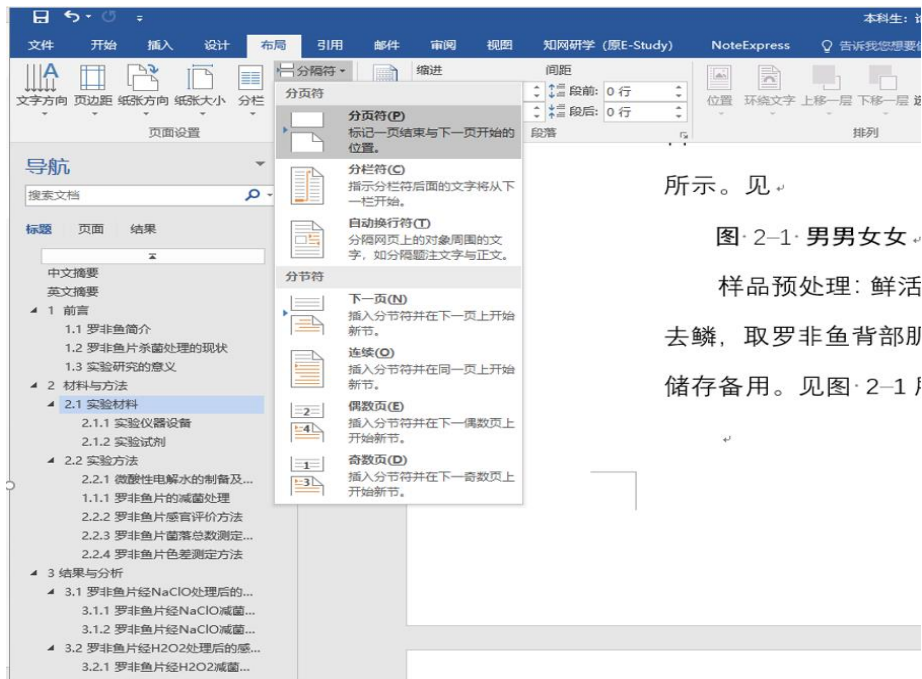 本科生：
文件 开始 插入 设计 布局 引用 邮件 审阅 视图 知网研学 (原E-Study) NoteExpress 告诉我您想要
文字方向 页边距 纸张方向 纸张大小 分栏
页面设置
分隔符
缩进 间距
段前: 0 行
段后: 0 行
段落
位置 环绕文字 上移一层 下移一层
排列
导航
搜索文档
标题 页面 结果
中文摘要
英文摘要
1 前言
1.1 罗非鱼简介
1.2 罗非鱼片杀菌处理的现状
1.3 实验研究的意义
2 材料与方法
2.1 实验材料
2.1.1 实验仪器设备
2.1.2 实验试剂
2.2 实验方法
2.2.1 微酸性电解水的制备及...
1.1.1 罗非鱼片的减菌处理
2.2.2 罗非鱼片感官评价方法
2.2.3 罗非鱼片菌落总数测定...
2.2.4 罗非鱼片色差测定方法
3 结果与分析
3.1 罗非鱼片经NaClO处理后的...
3.1.1 罗非鱼片经NaClO减菌...
3.1.2 罗非鱼片经NaClO减菌...
3.2 罗非鱼片经H2O2处理后的感...
3.2.1 罗非鱼片经H2O2减菌...
分页符
分页符(P)
标记一页结束与下一页开始的
位置。
分栏符(C)
指示分栏符后面的文字将从下
一栏开始。
自动换行符(T)
分隔网页上的对象周围的文
字，如分隔题注文字与正文。
分节符
下一页(N)
插入分节符并在下一页上开始
新节。
连续(O)
插入分节符并在同一页上开始
新节。
偶数页(E)
插入分节符并在下一偶数页上
开始新节。
奇数页(D)
插入分节符并在下一奇数页上
开始新节。
所示。见
图·2–1·男男女女
样品预处理：鲜活
去鳞，取罗非鱼背部
储存备用。见图·2–1